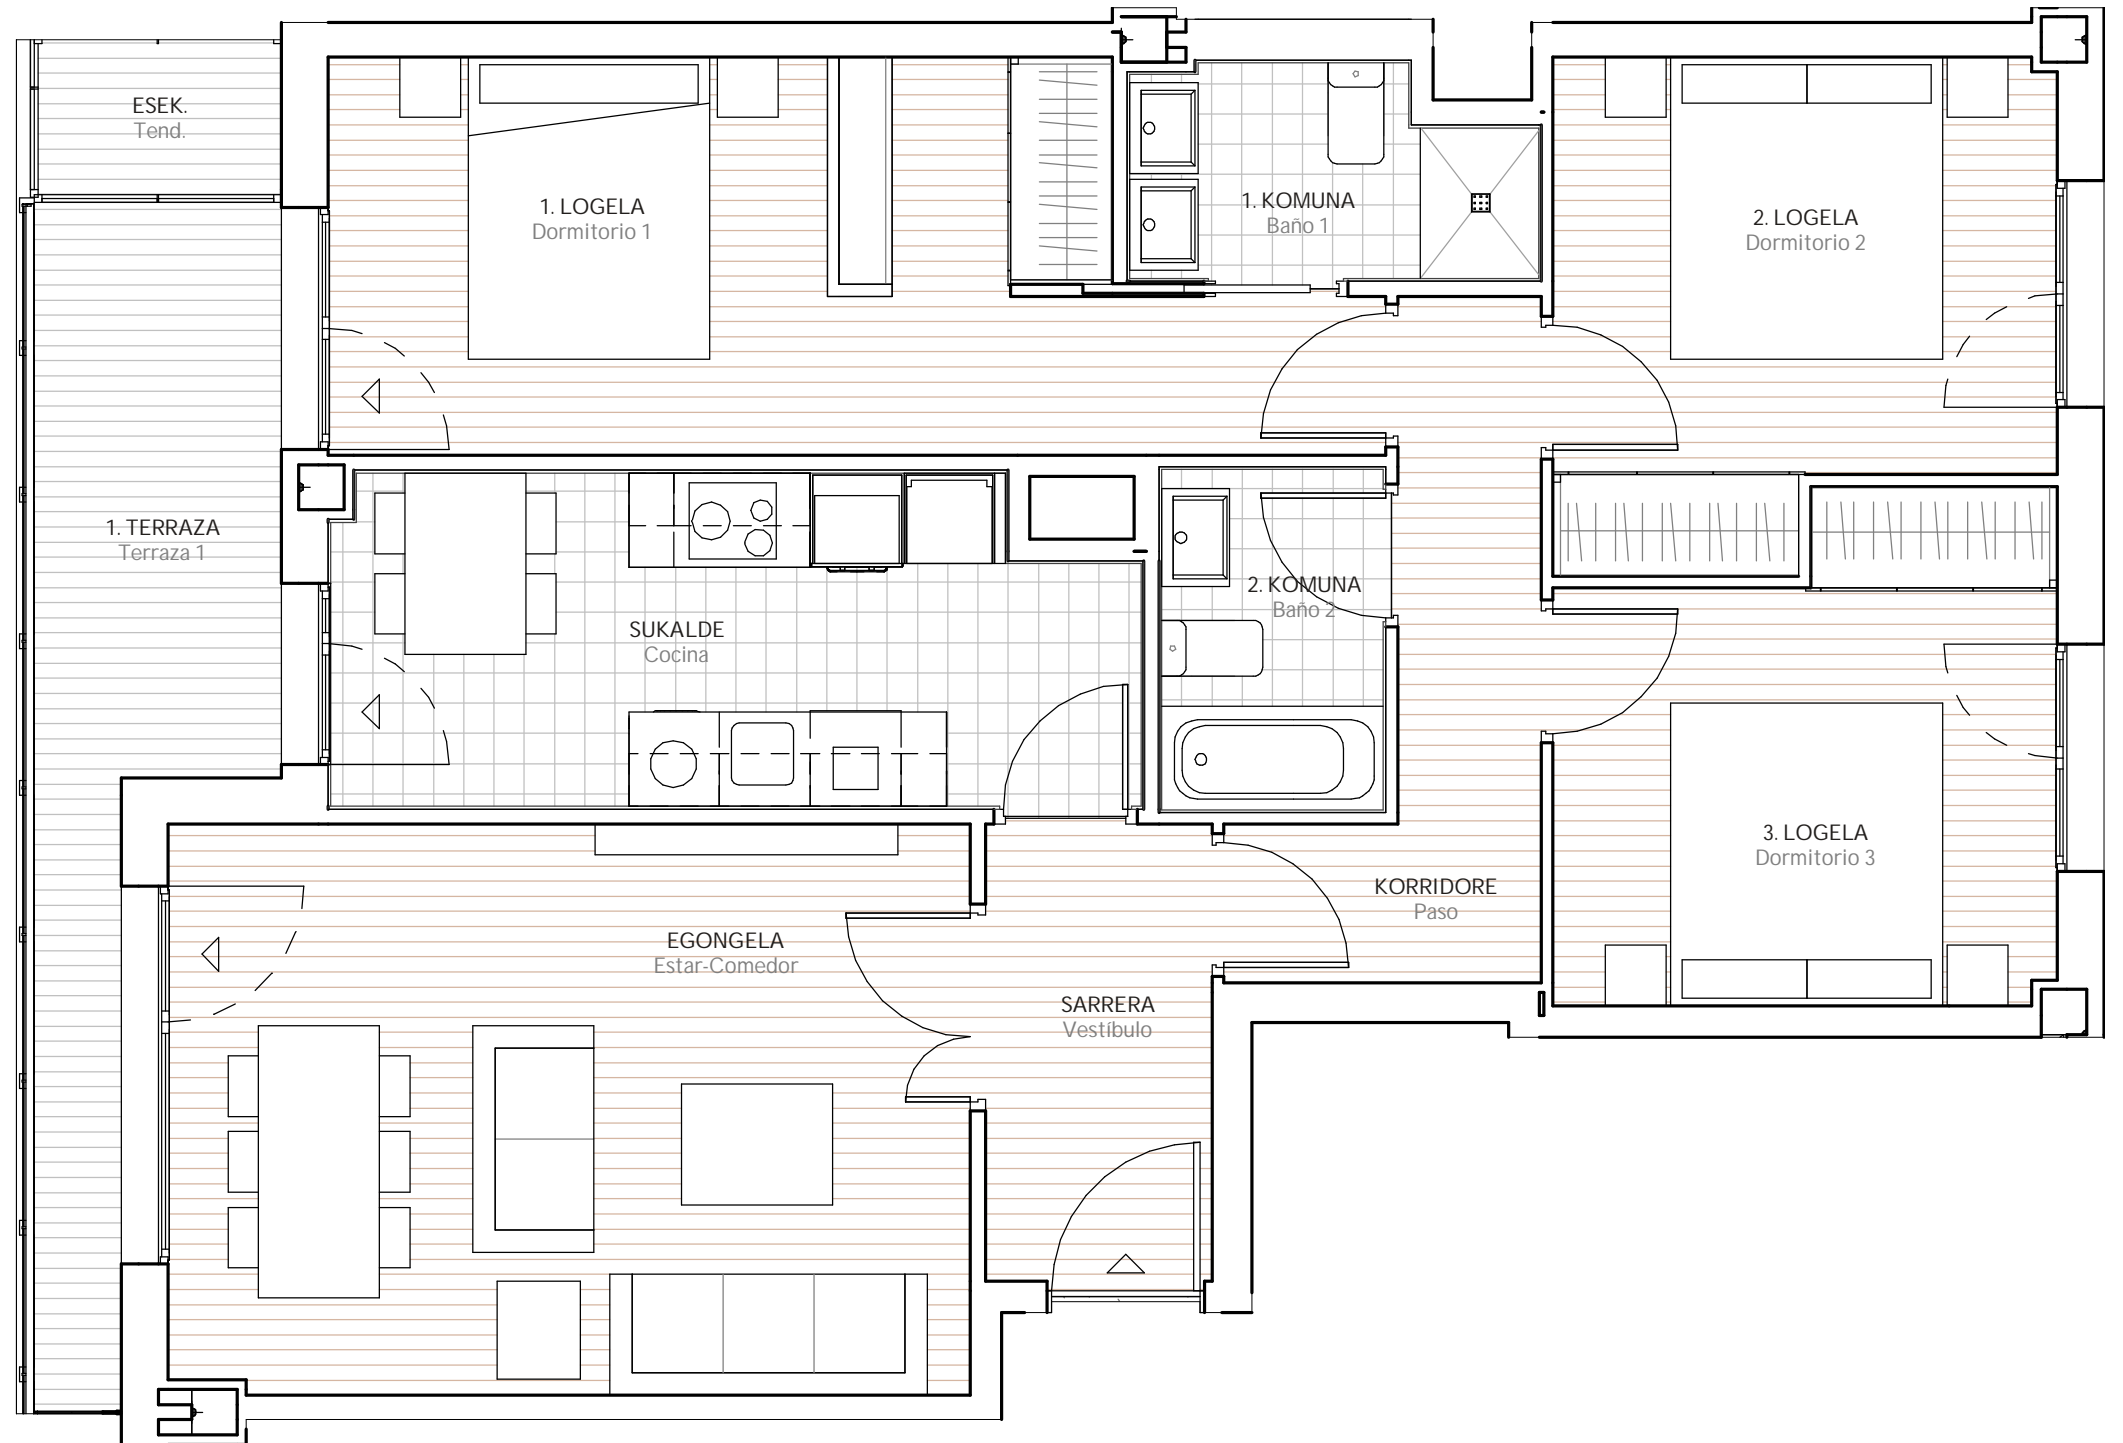 ESEK.
Tend.
1. LOGELA
Dormitorio 1
1. KOMUNA
Baño 1
2. LOGELA
Dormitorio 2
1. TERRAZA
Terraza 1
SUKALDE
Cocina
2. KOMUNA
Baño 2
3. LOGELA
Dormitorio 3
KORRIDORE
Paso
EGONGELA
Estar-Comedor
SARRERA
Vestíbulo